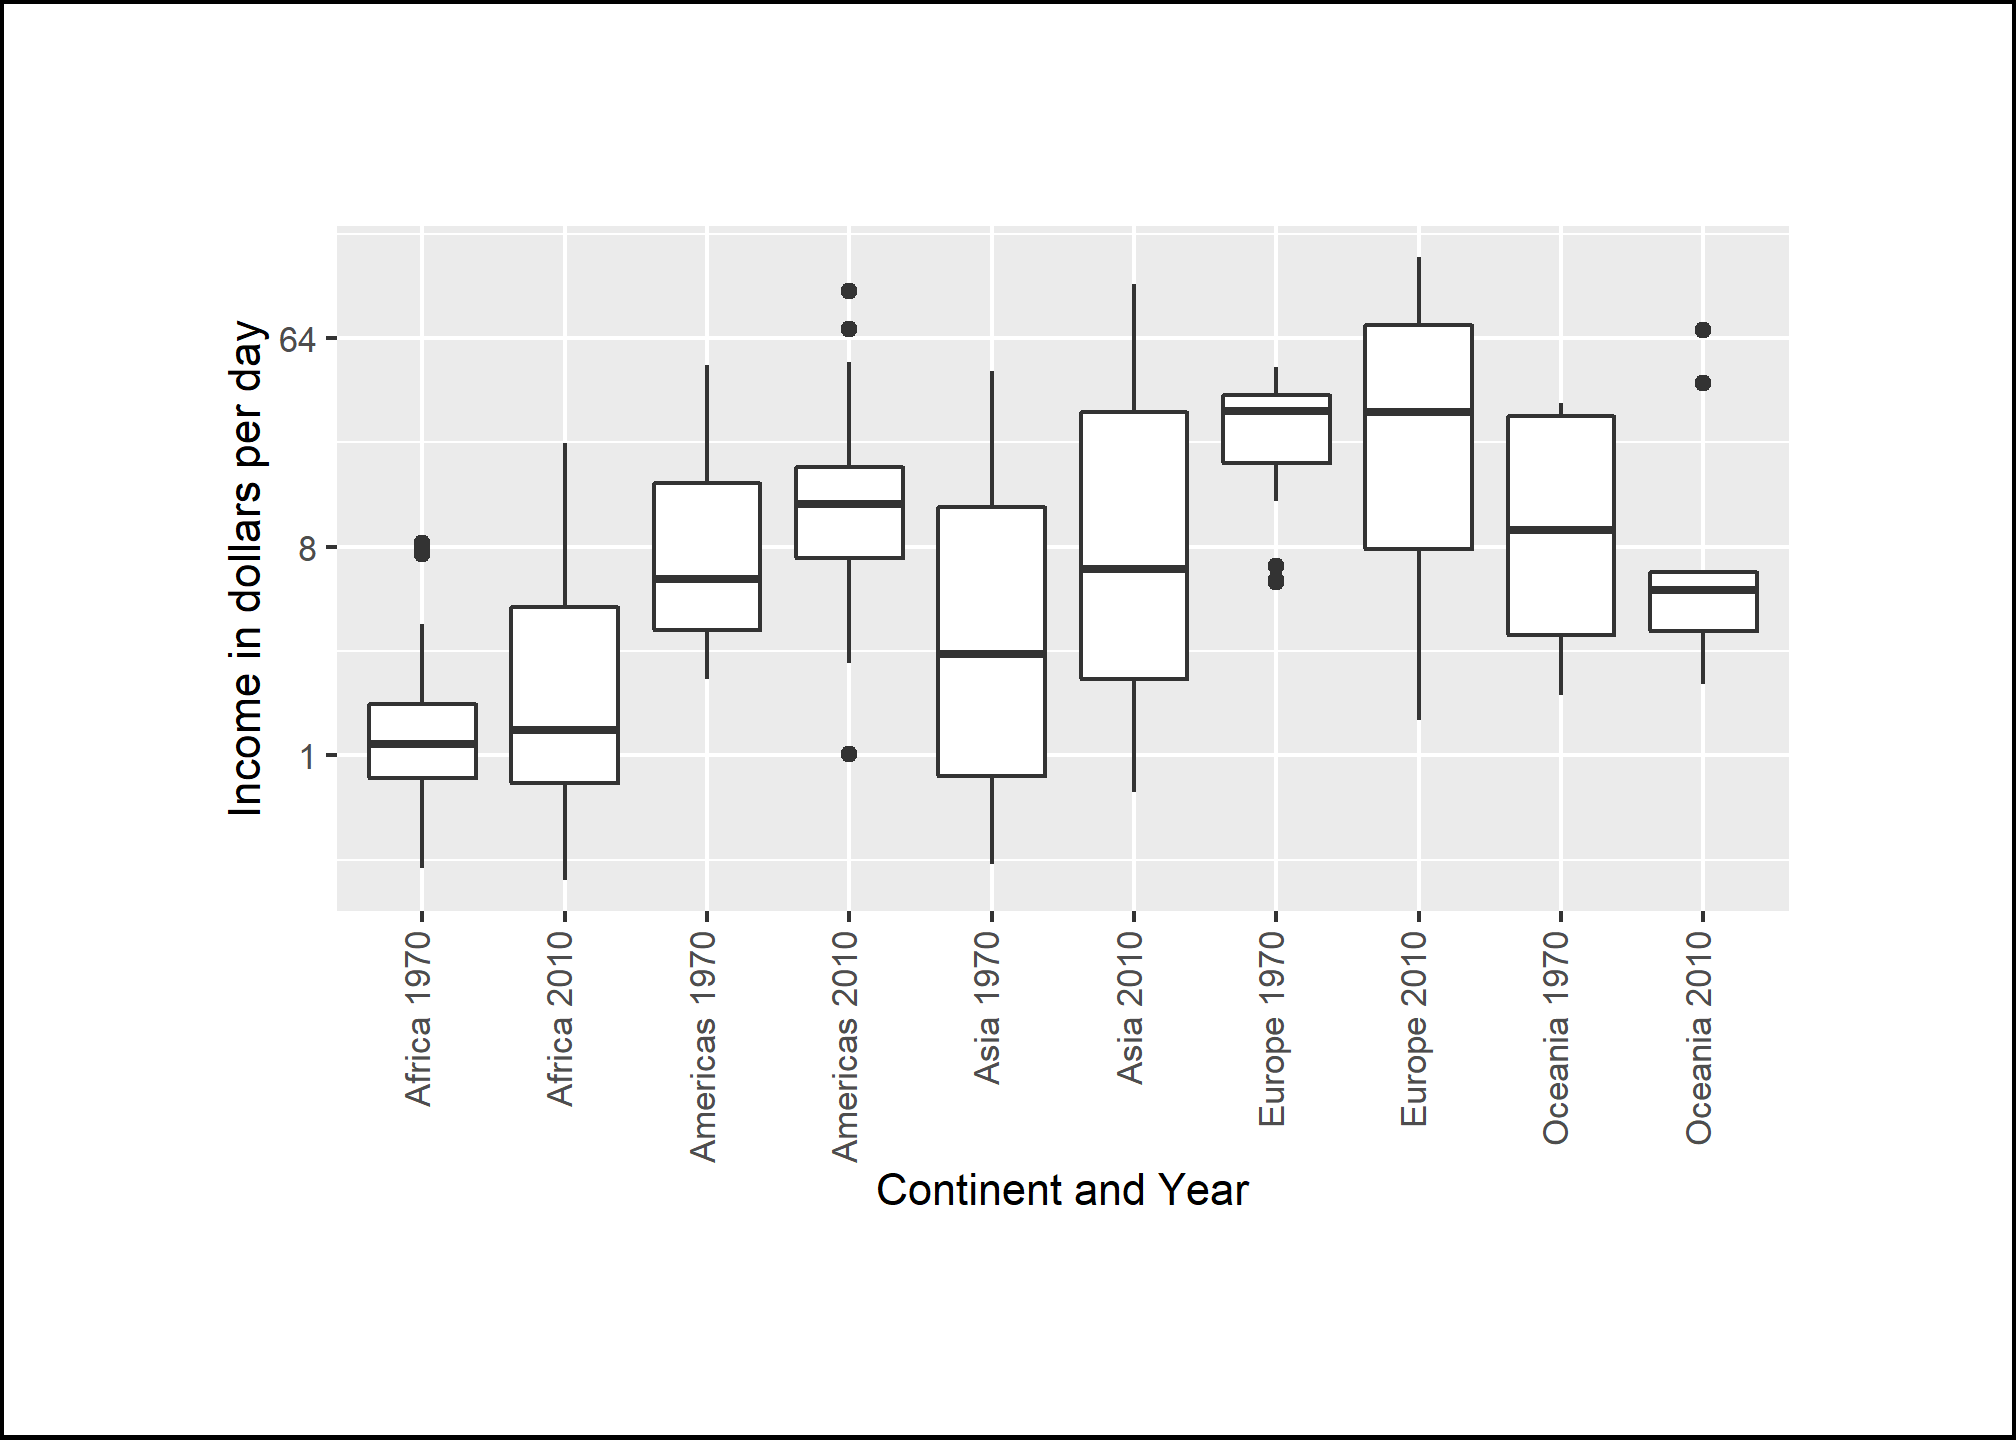 Income in dollars per day
64
8
1
Africa 1970
Africa 2010
Americas 1970
Americas 2010
Asia 1970
Asia 2010
Europe 1970
Europe 2010
Oceania 1970
Oceania 2010
Continent and Year